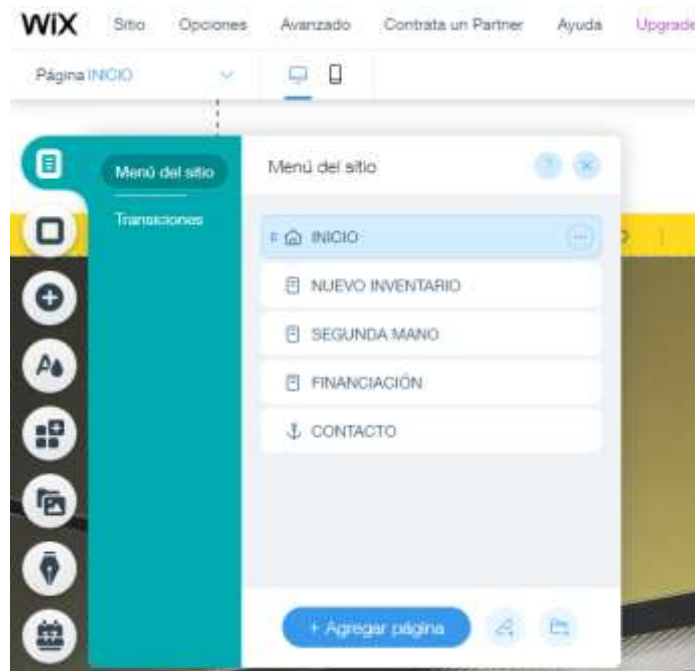 WiX Sitio Opciones Avanzado Contrata un Partner Ayuda Upgrade
Página INICIO
Menú del sitio
Transiciones
Menú del sitio
?
INICIO
NUEVO INVENTARIO
SEGUNDA MANO
FINANCIACIÓN
CONTACTO
+ Agregar página